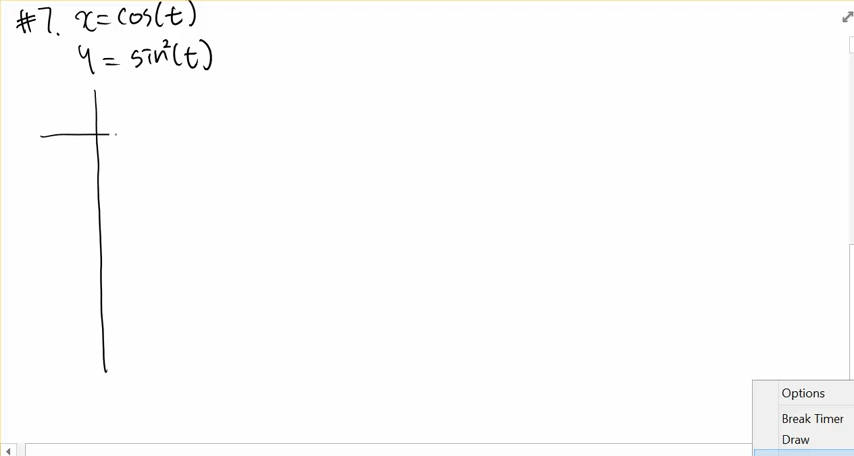 #7. x = cos(t)
y = sin²(t)
Options
Break Timer
Draw